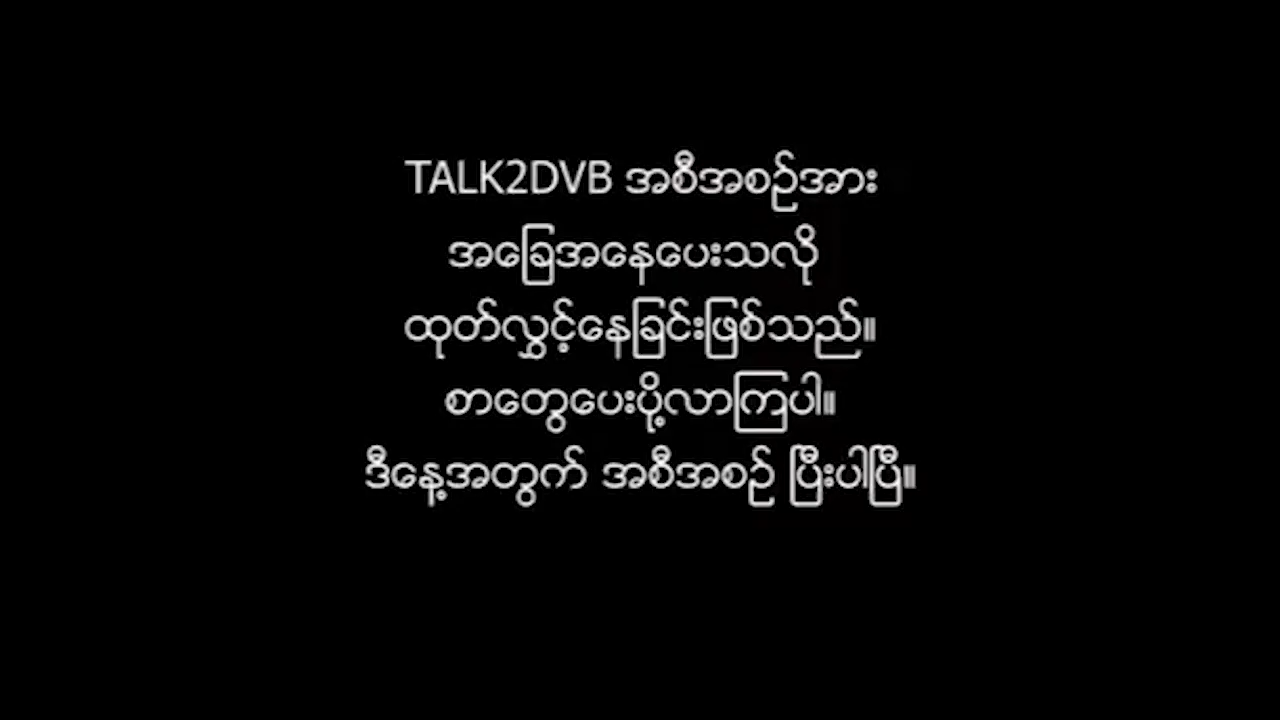 TALK2DVB အစီအစဉ်အား
အခြေအနေပေးသလို
ထုတ်လွှင့်နေခြင်းဖြစ်သည်။
စာတွေပေးပို့လာကြပါ။
ဒီနေ့အတွက် အစီအစဉ် ပြီးပါပြီ။